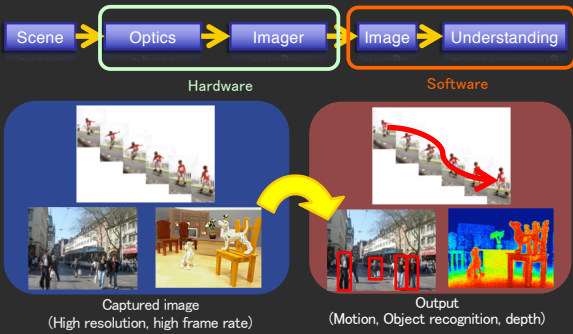 Scene
Optics
Imager
Image
Understanding
Hardware
Software
Captured image
(High resolution, high frame rate)
Output
(Motion, Object recognition, depth)